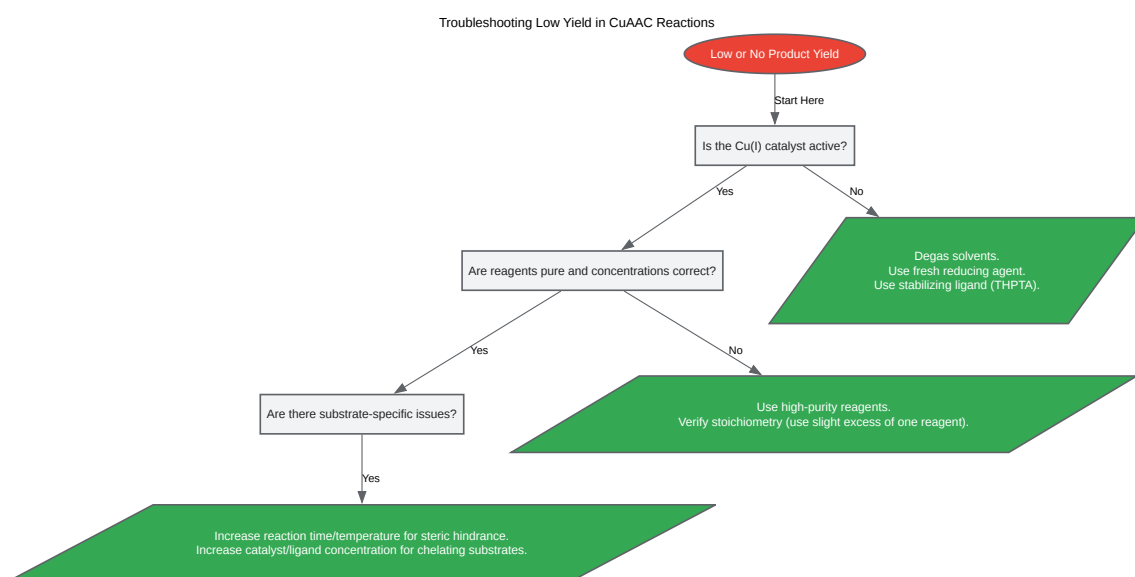 Troubleshooting Low Yield in CuAAC Reactions
Low or No Product Yield
Start Here
Is the Cu(I) catalyst active?
Yes
No
Degas solvents.
Use fresh reducing agent.
Use stabilizing ligand (THPTA).
Are reagents pure and concentrations correct?
Yes
No
Use high-purity reagents.
Verify stoichiometry (use slight excess of one reagent).
Are there substrate-specific issues?
Yes
Increase reaction time/temperature for steric hindrance.
Increase catalyst/ligand concentration for chelating substrates.